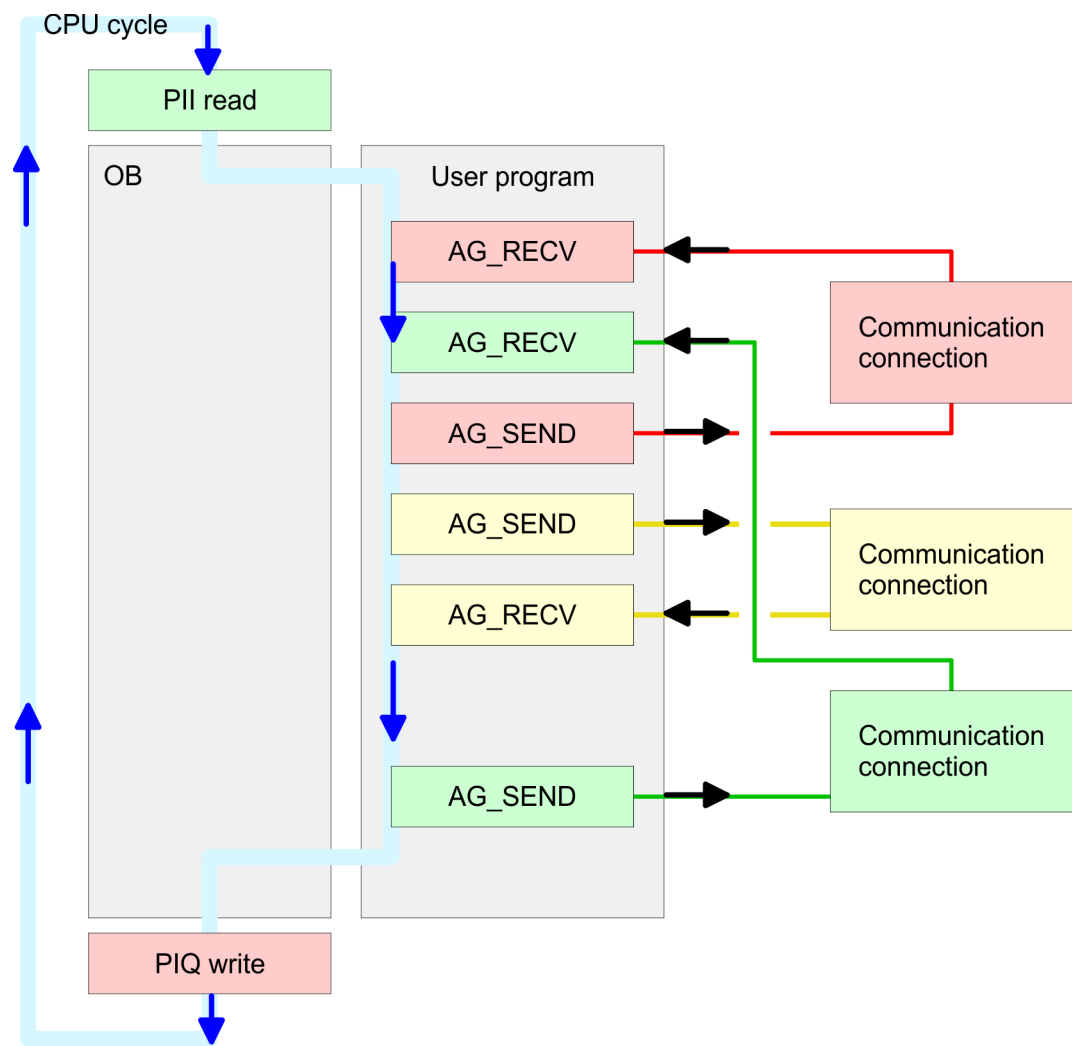 CPU cycle
PII read
OB
User program
AG_RECV
Communication
connection
AG_RECV
AG_SEND
AG_SEND
Communication
connection
AG_RECV
Communication
connection
AG_SEND
PIQ write